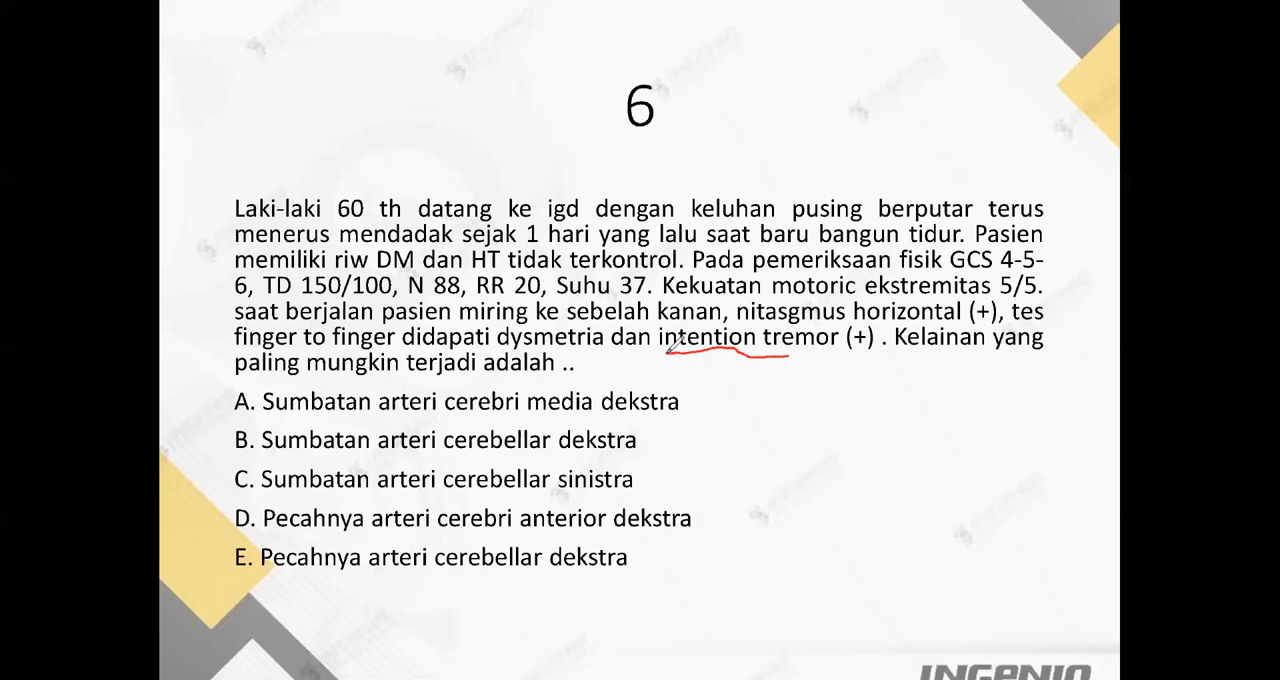 6
Laki-laki 60 th datang ke igd dengan keluhan pusing berputar terus
menerus mendadak sejak 1 hari yang lalu saat baru bangun tidur. Pasien
memiliki riw DM dan HT tidak terkontrol. Pada pemeriksaan fisik GCS 4-5-
6, TD 150/100, N 88, RR 20, Suhu 37. Kekuatan motoric ekstremitas 5/5.
saat berjalan pasien miring ke sebelah kanan, nitasgmus horizontal (+), tes
finger to finger didapati dysmetria dan intention tremor (+) . Kelainan yang
paling mungkin terjadi adalah ..
A. Sumbatan arteri cerebri media dekstra
B. Sumbatan arteri cerebellar dekstra
C. Sumbatan arteri cerebellar sinistra
D. Pecahnya arteri cerebri anterior dekstra
E. Pecahnya arteri cerebellar dekstra
INGENIO